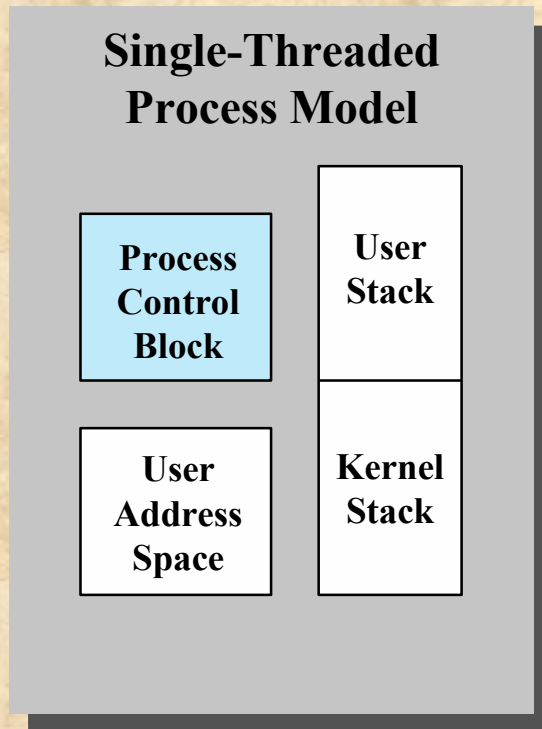 Single-Threaded
Process Model
Process
Control
Block
User
Stack
User
Address
Space
Kernel
Stack